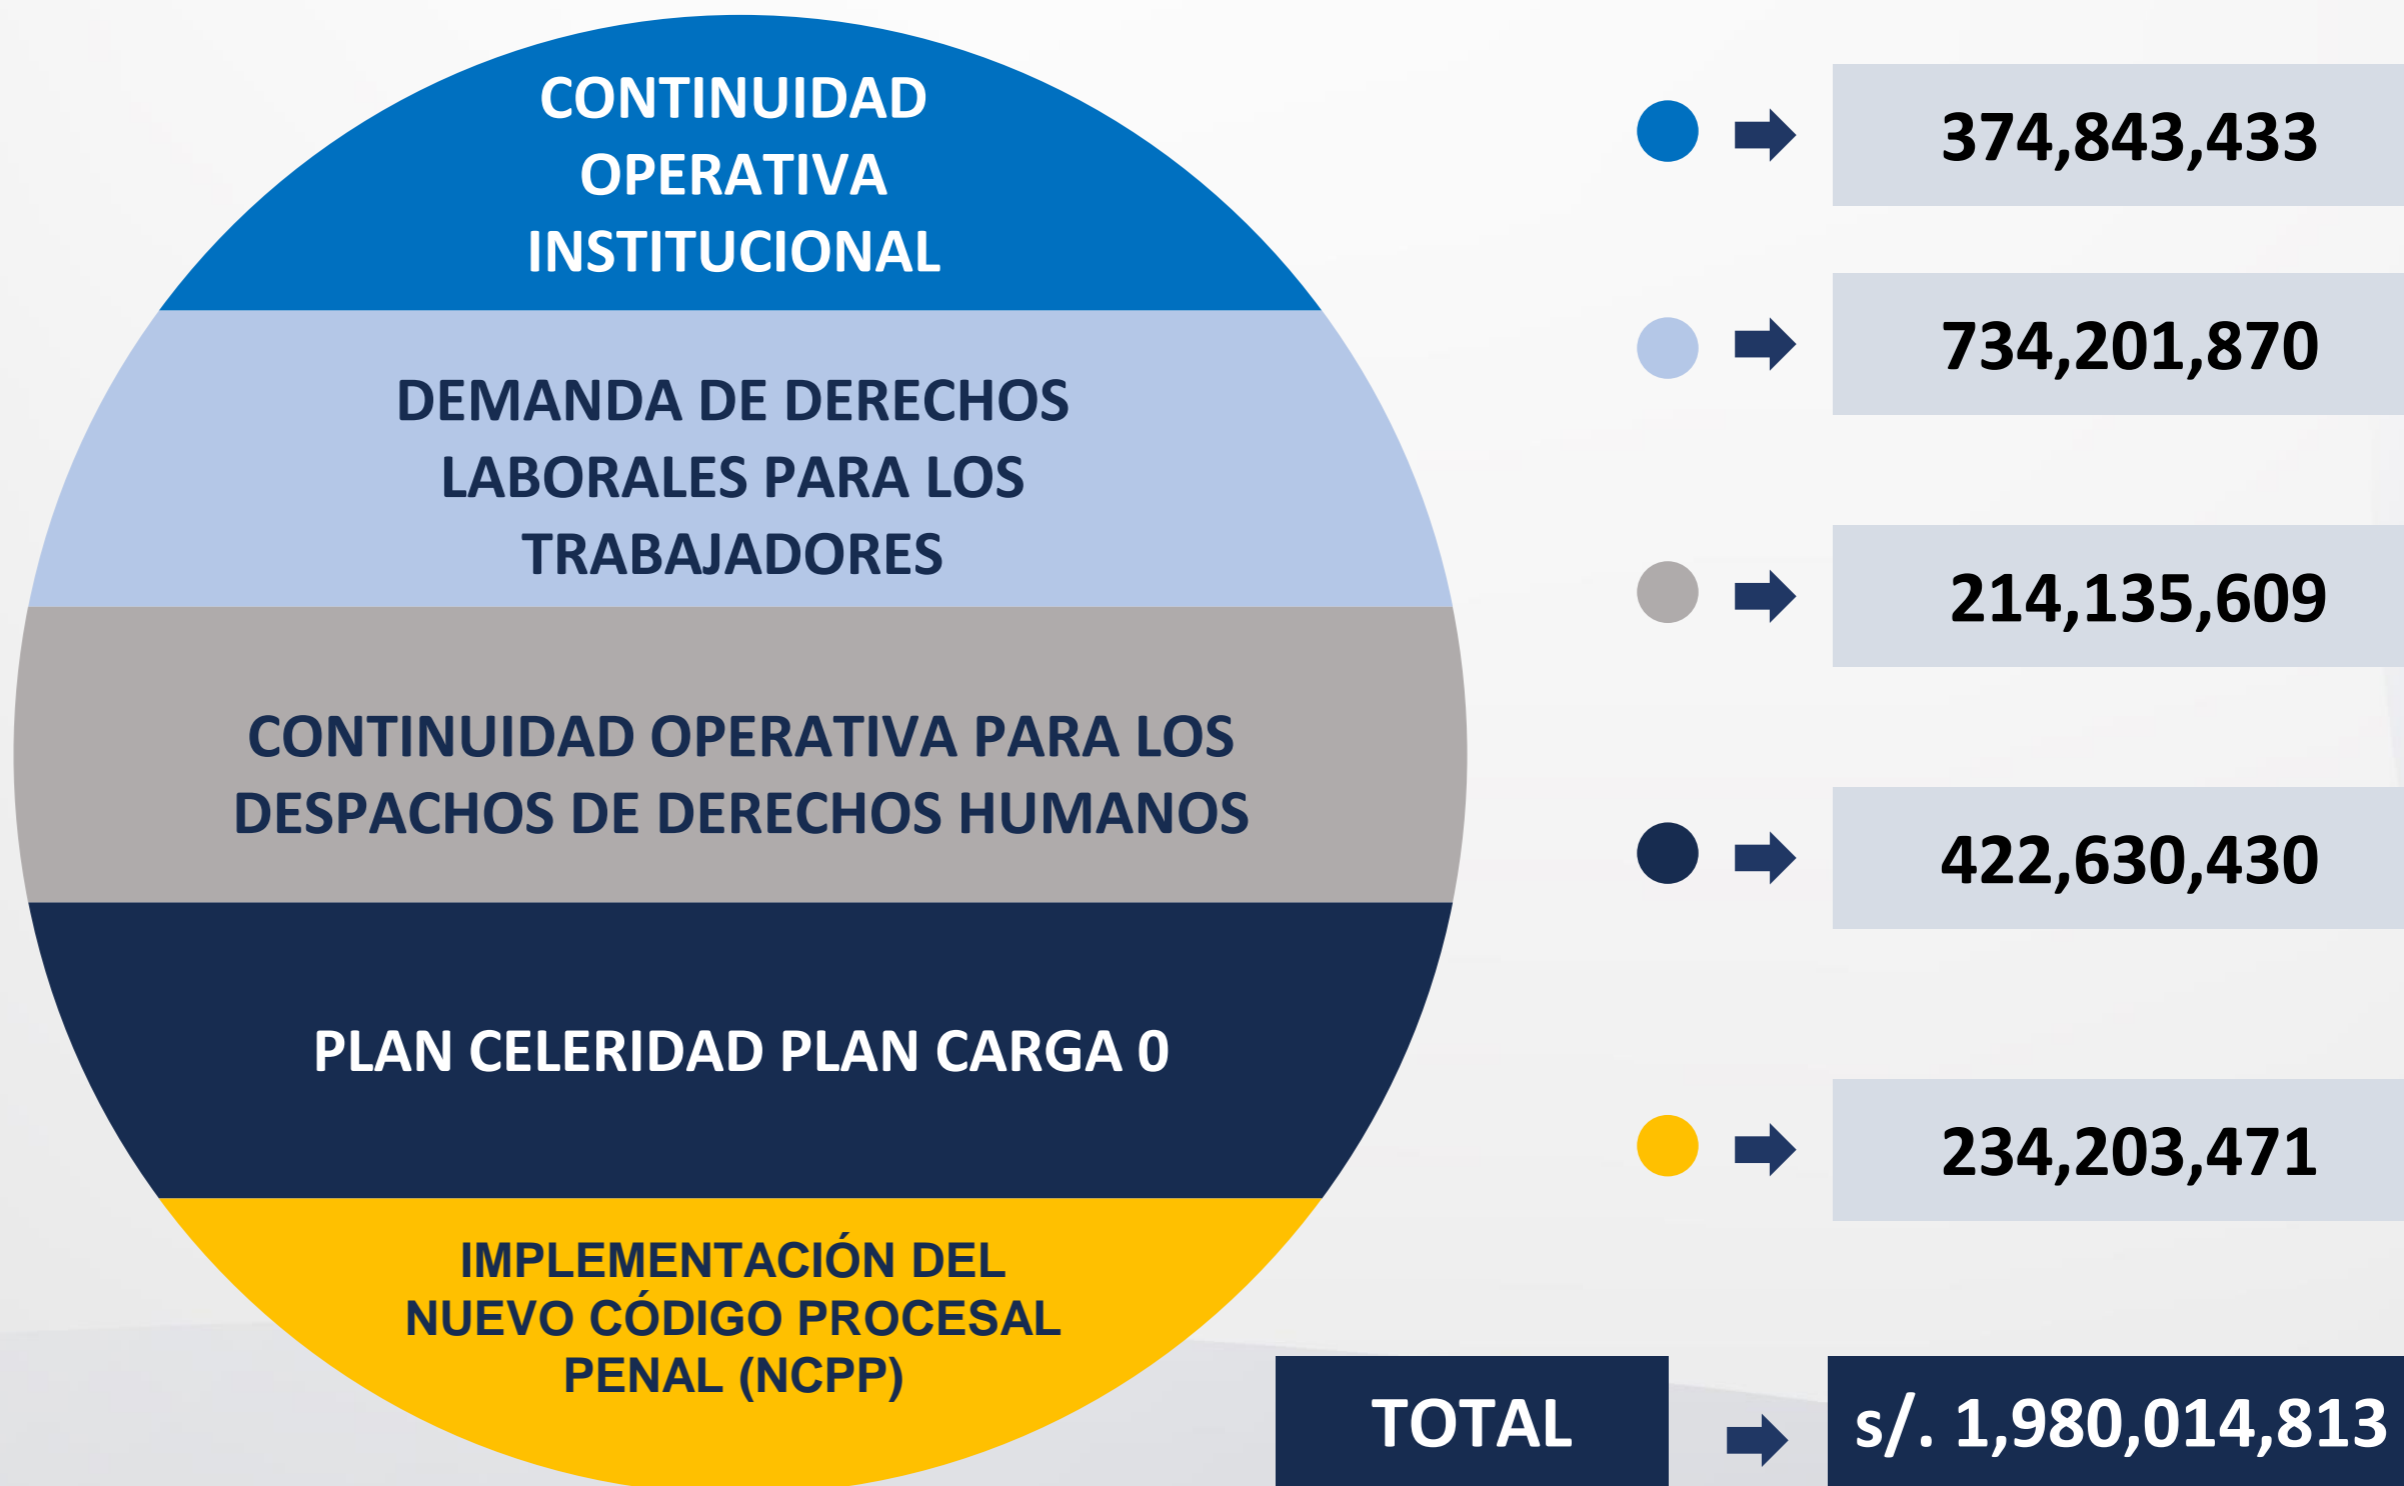 CONTINUIDAD
OPERATIVA
INSTITUCIONAL
374,843,433
DEMANDA DE DERECHOS
LABORALES PARA LOS
TRABAJADORES
734,201,870
CONTINUIDAD OPERATIVA PARA LOS
DESPACHOS DE DERECHOS HUMANOS
214,135,609
PLAN CELERIDAD PLAN CARGA 0
422,630,430
IMPLEMENTACIÓN DEL
NUEVO CÓDIGO PROCESAL
PENAL (NCPP)
234,203,471
TOTAL
s/. 1,980,014,813